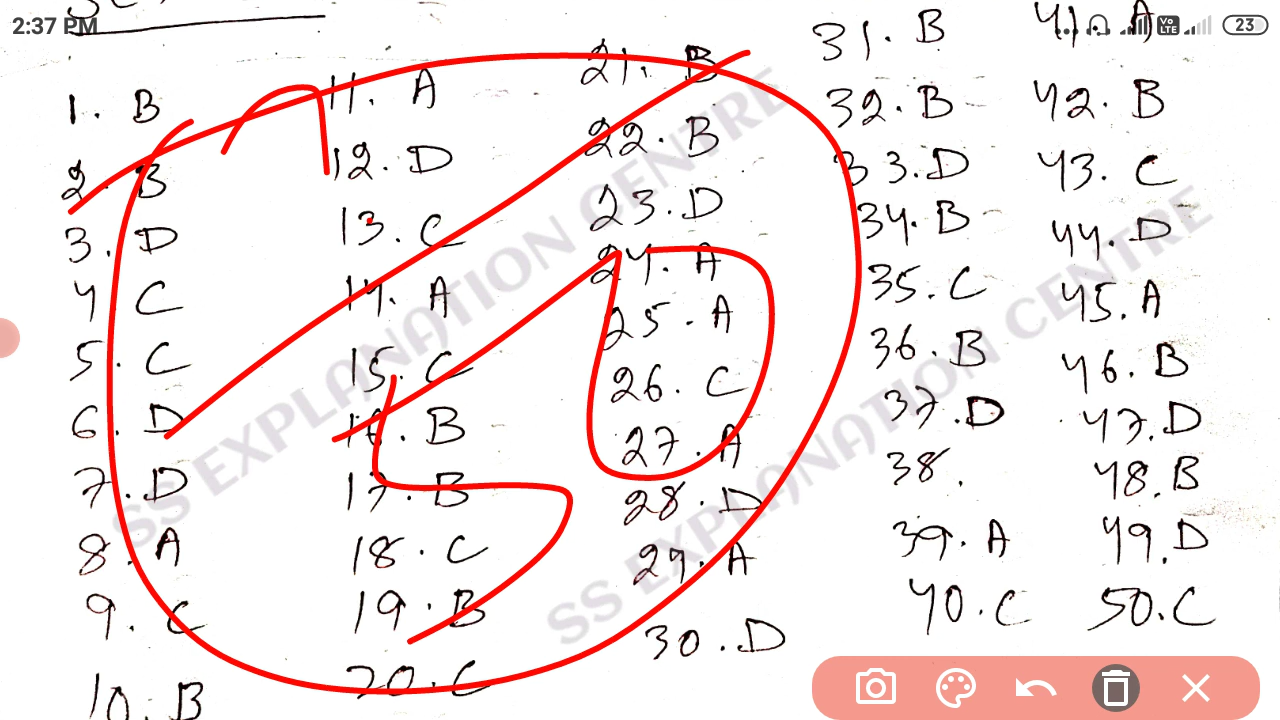 2:37 PM
VO LTE
23
1. B
2. B
3. D
4 C
5. C
6. D
7. D
8. A
9. C
10. B
11. A
12. D
13. C
14. A
15. C
16. B
17. B
18. C
19. B
20. C
21. B
22. B
23. D
24. A
25. A
26. C
27. A
28. D
29. A
30. D
31. B
32. B
33. D
34. B
35. C
36. B
37. D
38.
39. A
40. C
41. A
42. B
43. C
44. D
45. A
46. B
47. D
48. B
49. D
50. C
SS EXPLANATION CENTRE
SS EXPLANATION CENTRE
50